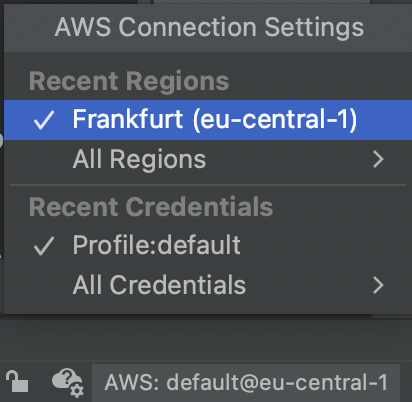 AWS Connection Settings
Recent Regions
Frankfurt (eu-central-1)
All Regions
Recent Credentials
Profile:default
All Credentials
AWS: default@eu-central-1